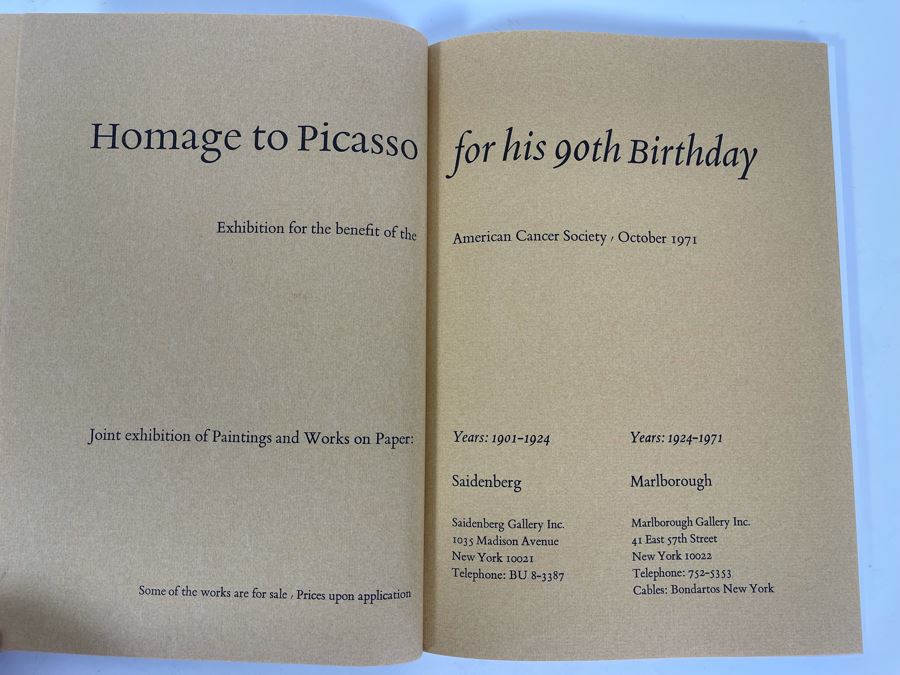 Homage to Picasso for his 90th Birthday
Exhibition for the benefit of the American Cancer Society / October 1971
Joint exhibition of Paintings and Works on Paper:
Years: 1901-1924
Saidenberg
Saidenberg Gallery Inc.
1035 Madison Avenue
New York 10021
Telephone: BU 8-3387
Years: 1924-1971
Marlborough
Marlborough Gallery Inc.
41 East 57th Street
New York 10022
Telephone: 752-5353
Cables: Bondartos New York
Some of the works are for sale / Prices upon application